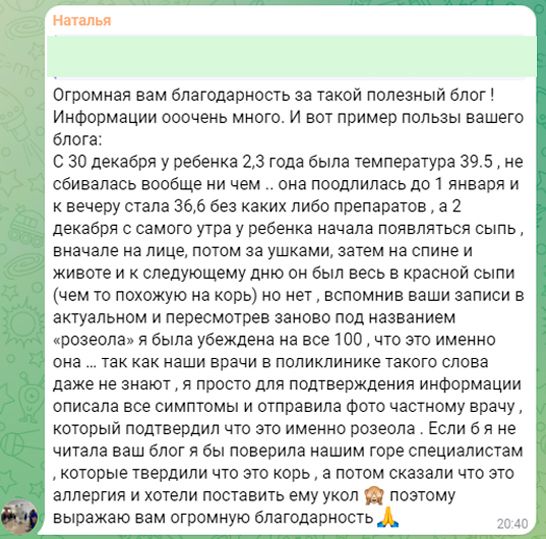 Наталья
Огромная вам благодарность за такой полезный блог !
Информации ооочень много. И вот пример пользы вашего
блога:
С 30 декабря у ребенка 2,3 года была температура 39.5 , не
сбивалась вообще ни чем .. она поодлилась до 1 января и
к вечеру стала 36,6 без каких либо препаратов , а 2
декабря с самого утра у ребенка начала появляться сыпь ,
вначале на лице, потом за ушками, затем на спине и
животе и к следующему дню он был весь в красной сыпи
(чем то похожую на корь) но нет , вспомнив ваши записи в
актуальном и пересмотрев заново под названием
«розеола» я была убеждена на все 100 , что это именно
она ... так как наши врачи в поликлинике такого слова
даже не знают , я просто для подтверждения информации
описала все симптомы и отправила фото частному врачу ,
который подтвердил что это именно розеола . Если б я не
читала ваш блог я бы поверила нашим горе специалистам
, которые твердили что это корь , а потом сказали что это
аллергия и хотели поставить ему укол 🙈 поэтому
выражаю вам огромную благодарность 🙏
20:40